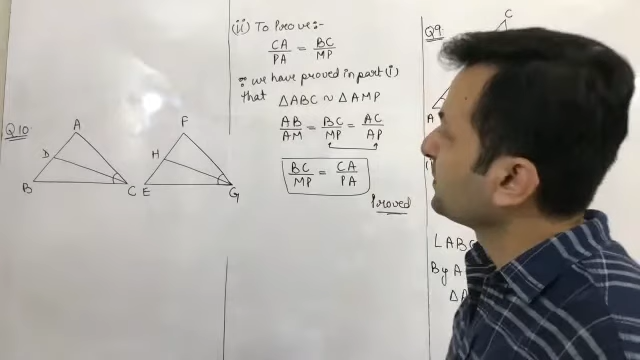 Q10.
A
D
B
C
F
H
E
G
(ii) To Prove :-
CA/PA = BC/MP
∵ we have proved in part (i)
that △ABC ~ △AMP
AB/AM = BC/MP = AC/AP
BC/MP = CA/PA
Proved
Q9
C
A
∟ABC
By A
△A